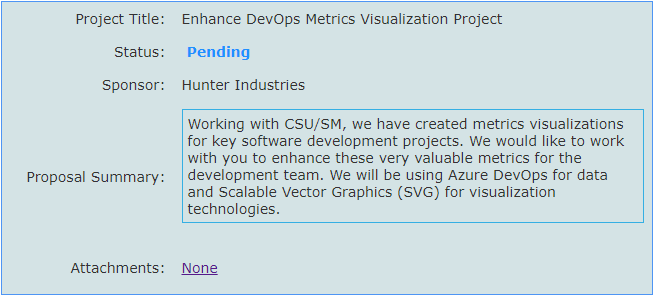 Project Title: Enhance DevOps Metrics Visualization Project
Status: Pending
Sponsor: Hunter Industries
Proposal Summary: Working with CSU/SM, we have created metrics visualizations
for key software development projects. We would like to work
with you to enhance these very valuable metrics for the
development team. We will be using Azure DevOps for data
and Scalable Vector Graphics (SVG) for visualization
technologies.
Attachments: None